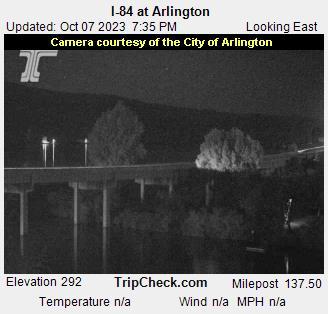 I-84 at Arlington
Updated: Oct 07 2023 7:35 PM Looking East
Camera courtesy of the City of Arlington
Elevation 292 TripCheck.com Milepost 137.50
Temperature n/a Wind n/a MPH n/a